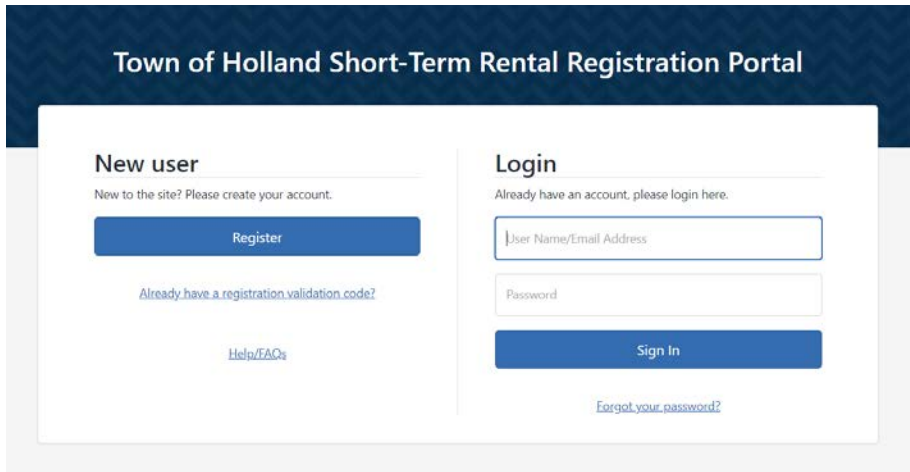 Town of Holland Short-Term Rental Registration Portal
New user
New to the site? Please create your account.
Register
Already have a registration validation code?
Help/FAQs
Login
Already have an account, please login here.
User Name/Email Address
Password
Sign In
Forgot your password?